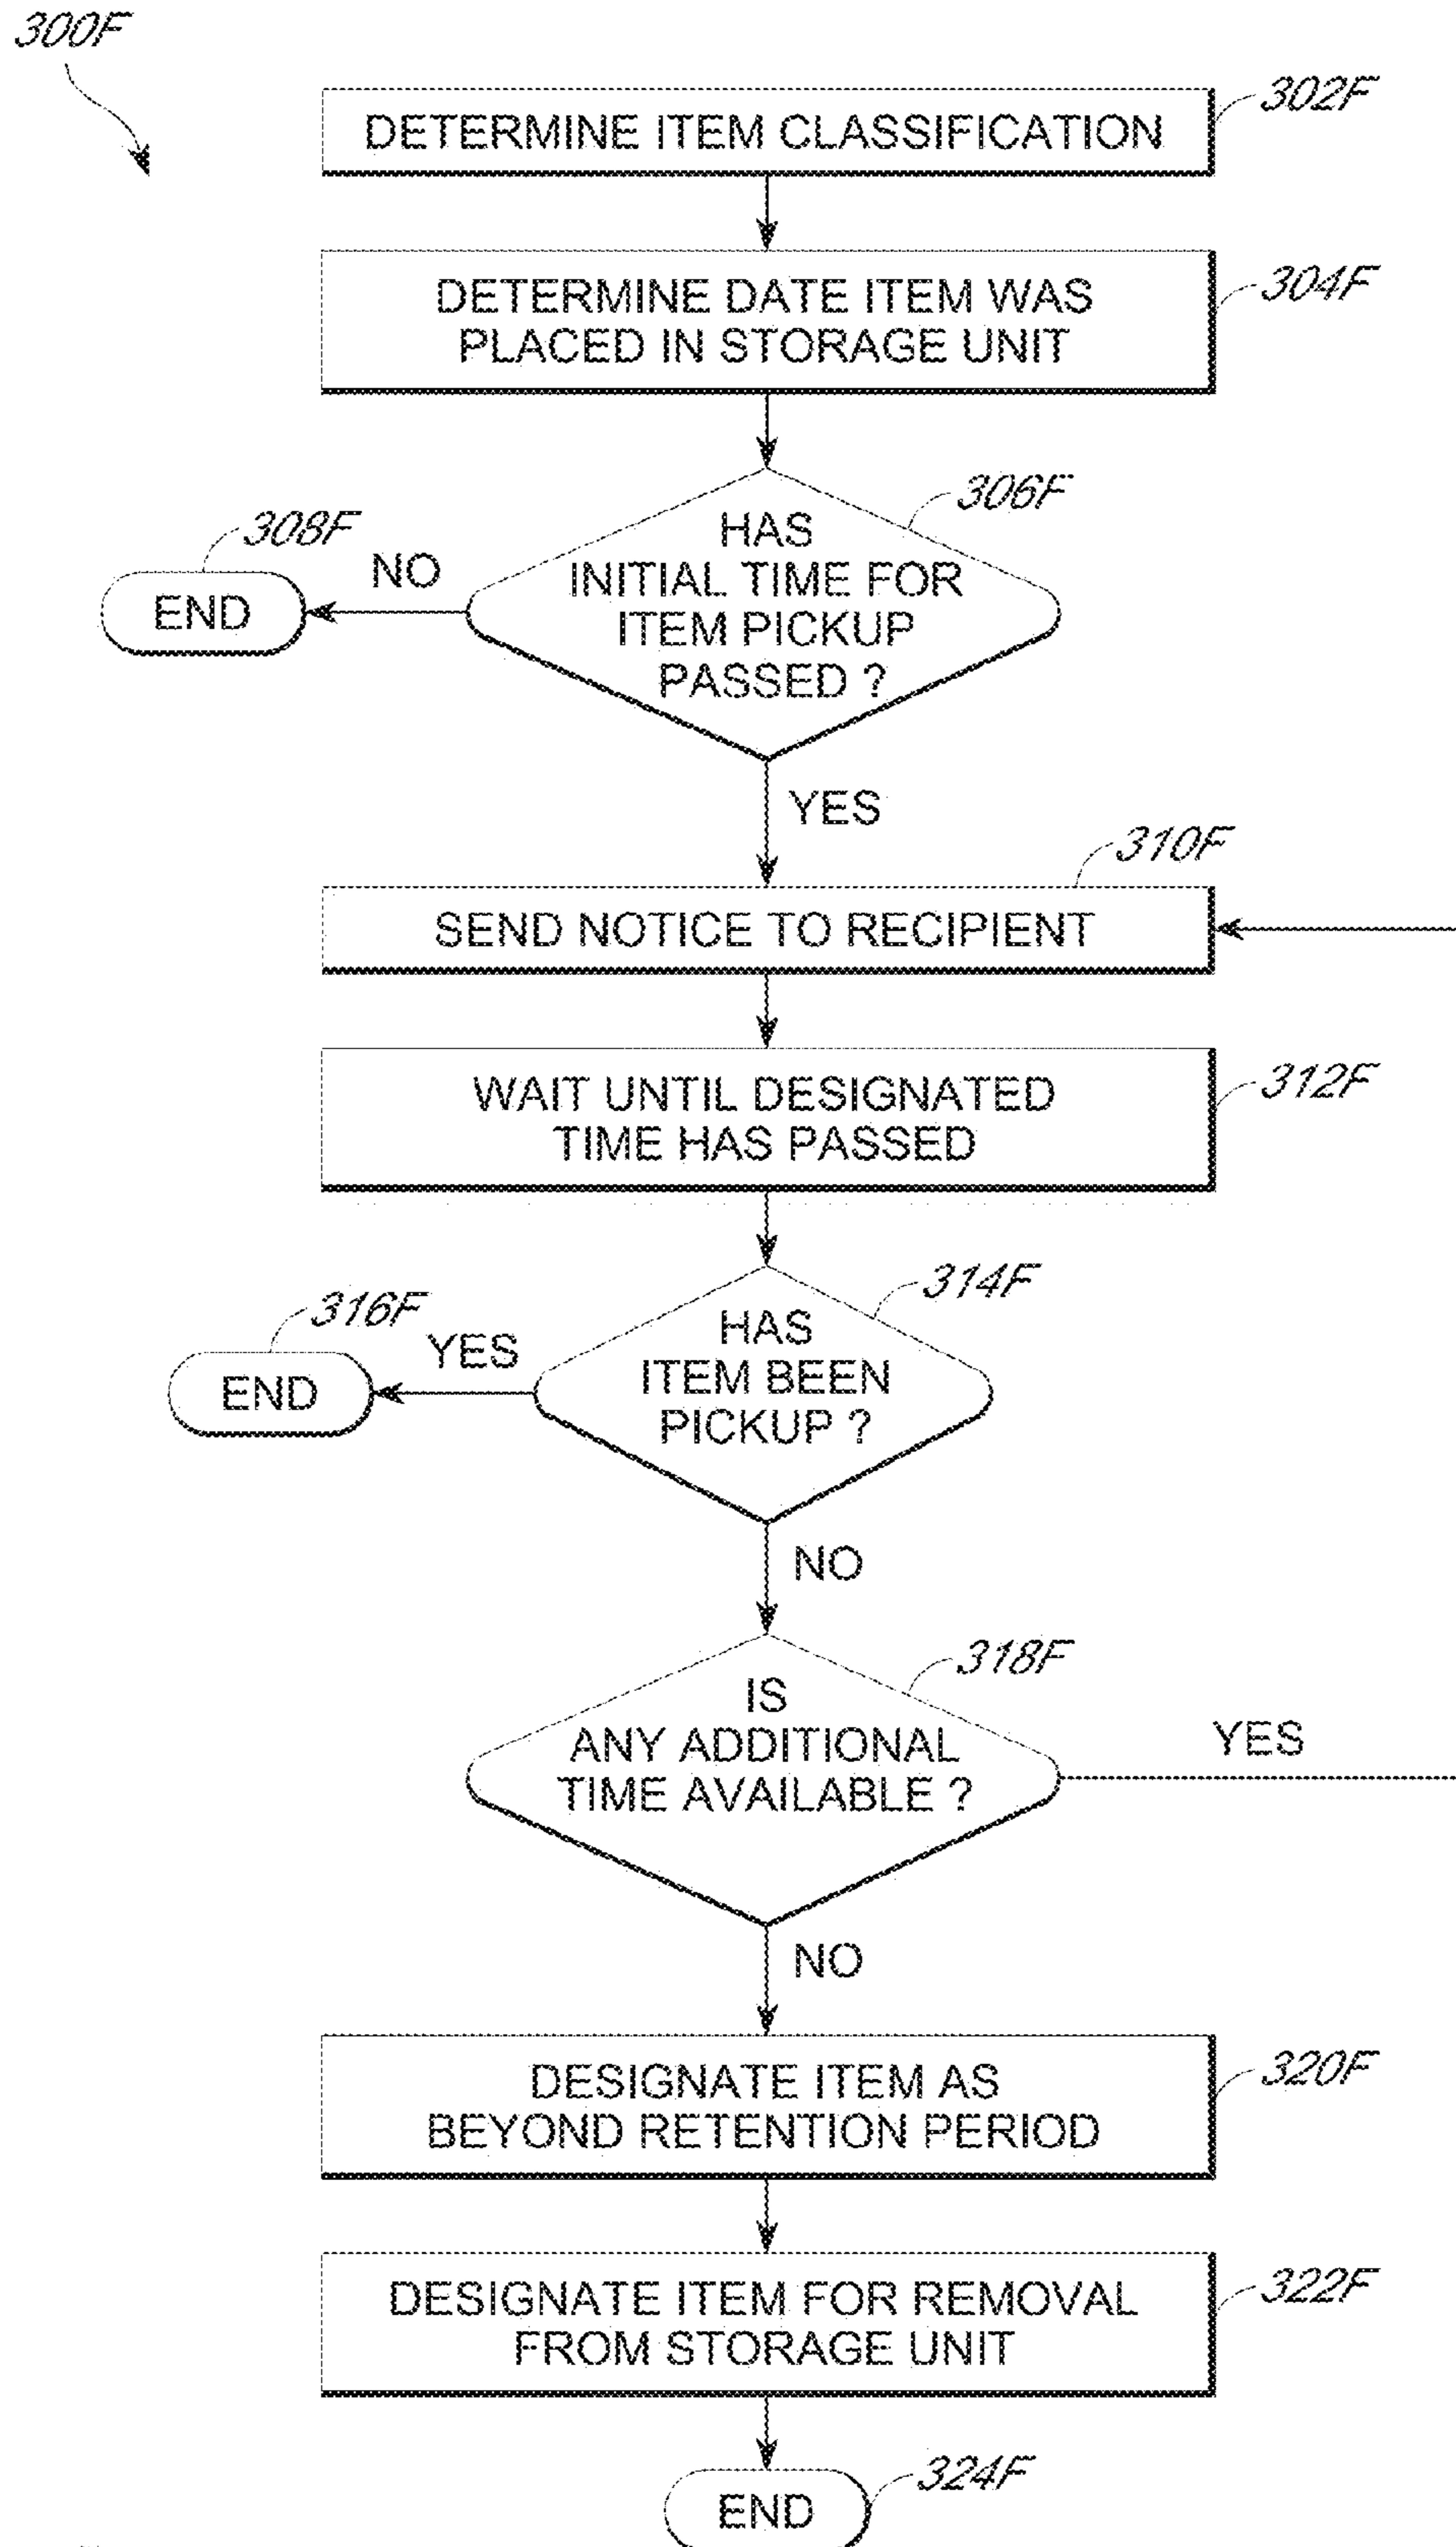 300F
302F
DETERMINE ITEM CLASSIFICATION
304F
DETERMINE DATE ITEM WAS
PLACED IN STORAGE UNIT
306F
308F
HAS
INITIAL TIME FOR
ITEM PICKUP
PASSED ?
NO
END
YES
310F
SEND NOTICE TO RECIPIENT
312F
WAIT UNTIL DESIGNATED
TIME HAS PASSED
314F
316F
HAS
ITEM BEEN
PICKUP ?
YES
END
NO
318F
IS
ANY ADDITIONAL
TIME AVAILABLE ?
YES
NO
320F
DESIGNATE ITEM AS
BEYOND RETENTION PERIOD
322F
DESIGNATE ITEM FOR REMOVAL
FROM STORAGE UNIT
324F
END